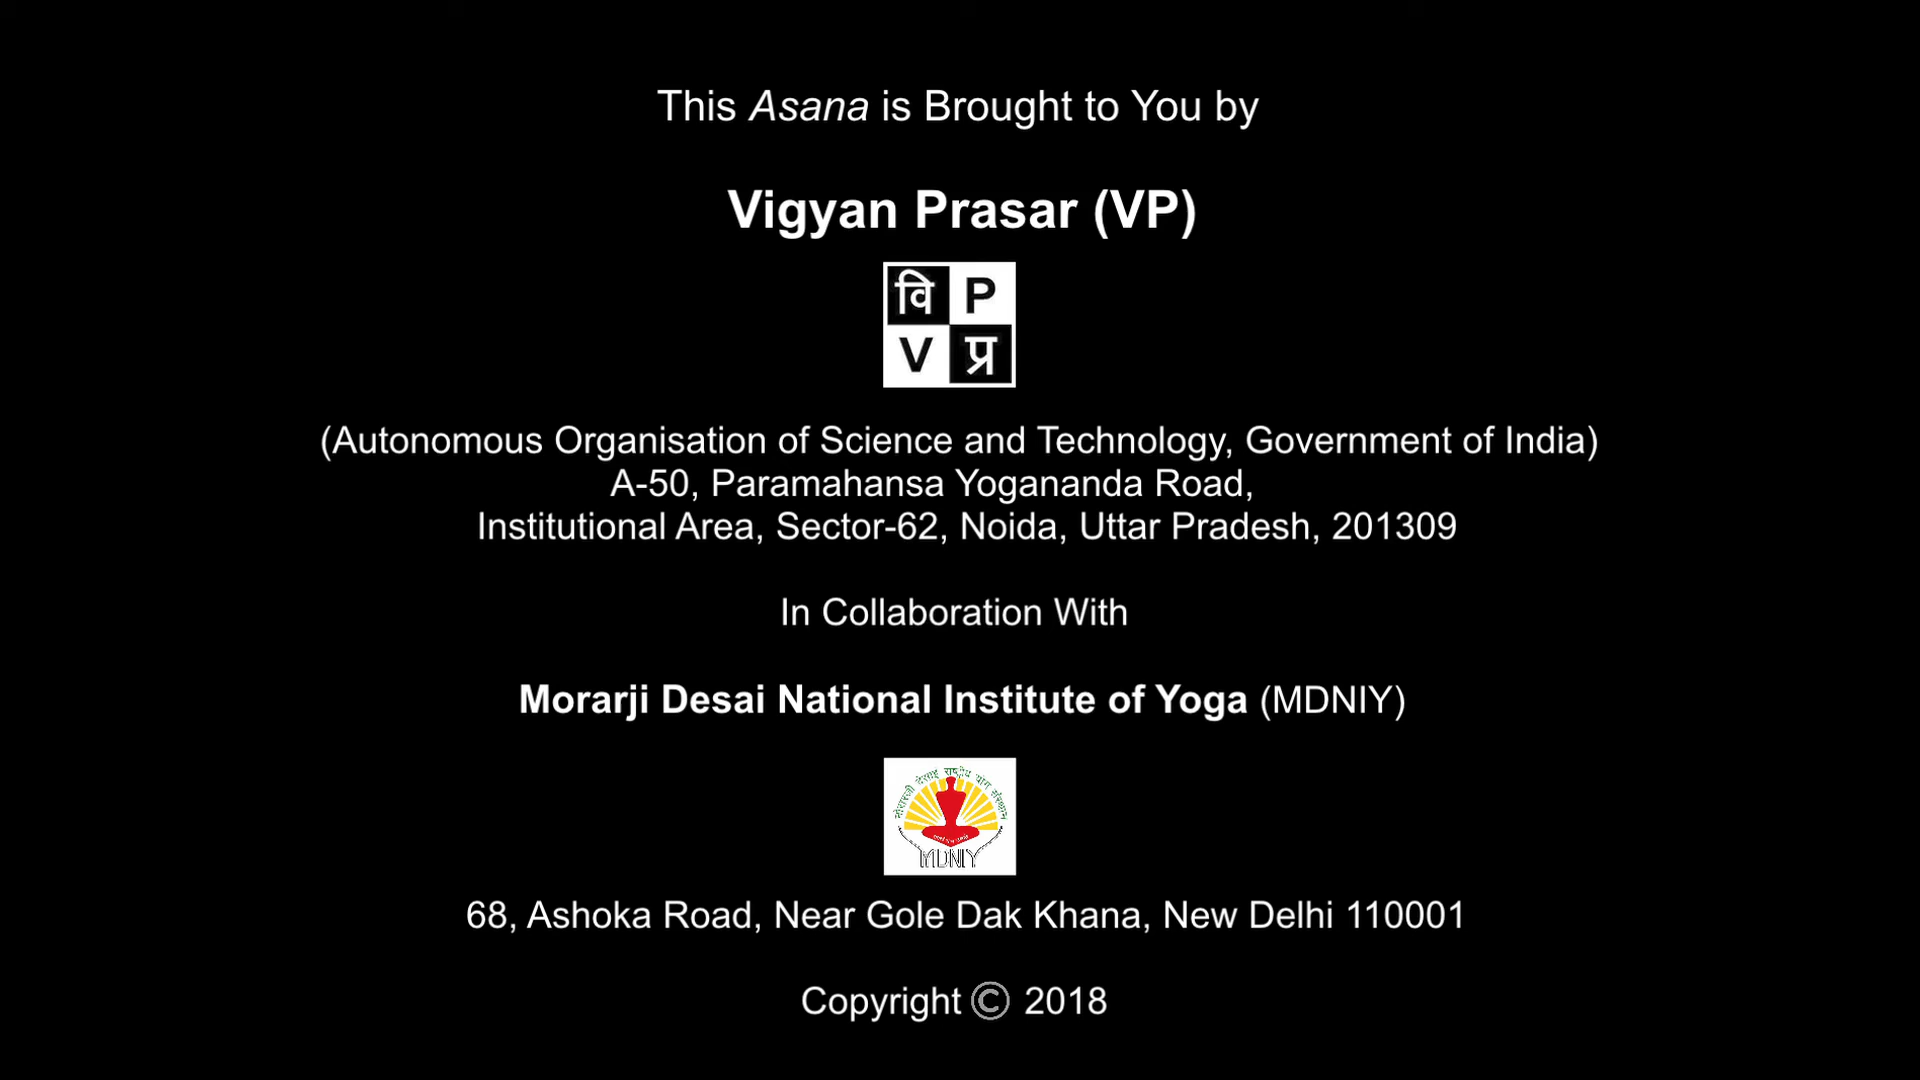 This Asana is Brought to You by
Vigyan Prasar (VP)
वि P
V प्र
(Autonomous Organisation of Science and Technology, Government of India)
A-50, Paramahansa Yogananda Road,
Institutional Area, Sector-62, Noida, Uttar Pradesh, 201309
In Collaboration With
Morarji Desai National Institute of Yoga (MDNIY)
मोरारजी देसाई राष्ट्रीय योग संस्थान
MDNIY
68, Ashoka Road, Near Gole Dak Khana, New Delhi 110001
Copyright © 2018